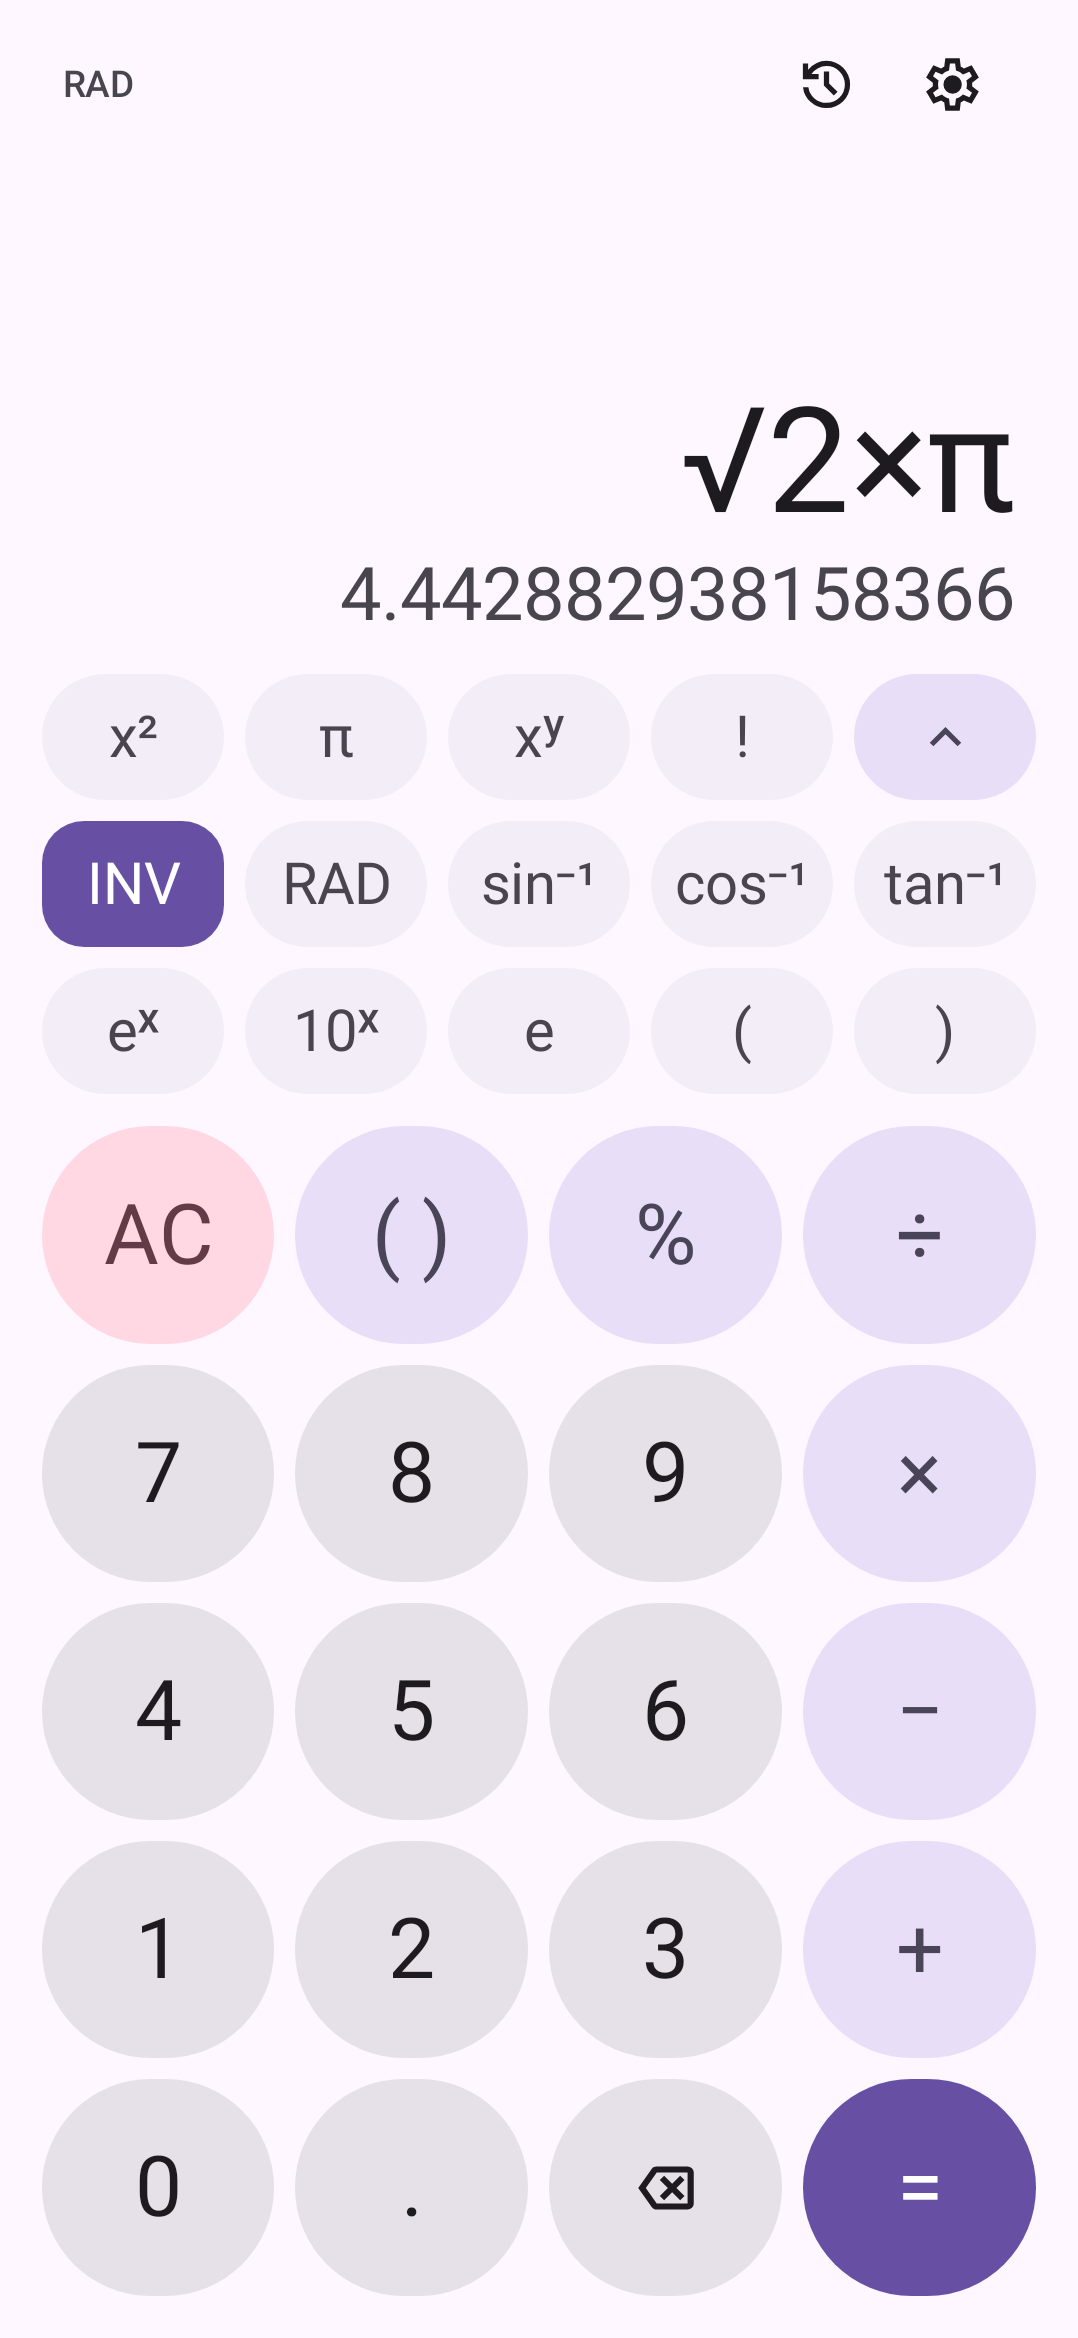 RAD
√2×π
4.442882938158366
x² π xʸ !
INV RAD sin⁻¹ cos⁻¹ tan⁻¹
eˣ 10ˣ e ( )
AC ( ) % ÷
7 8 9 ×
4 5 6 −
1 2 3 +
0 . =